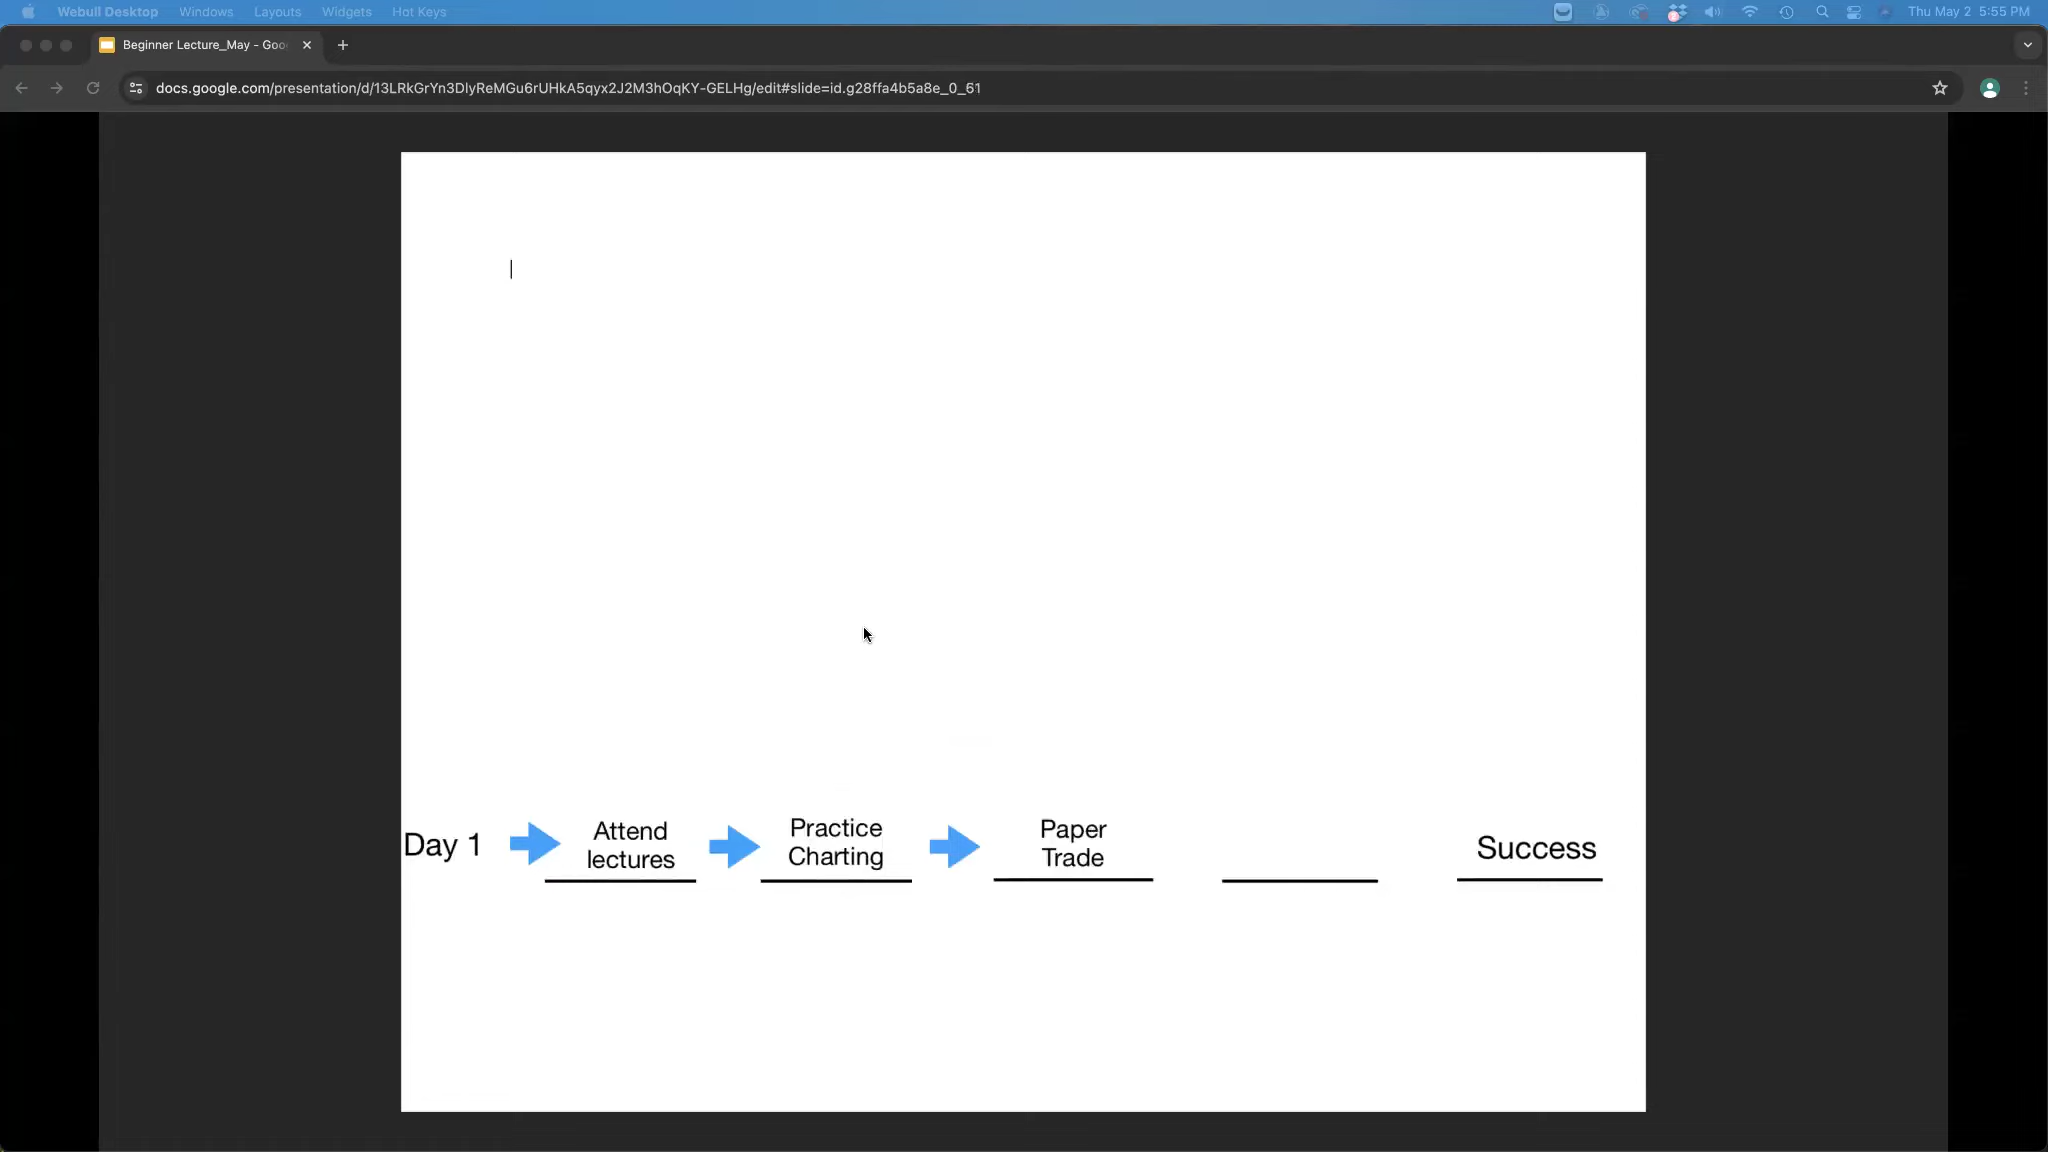 Webull Desktop Windows Layouts Widgets Hot Keys Thu May 2 5:55 PM
Beginner Lecture_May - Goo
docs.google.com/presentation/d/13LRkGrYn3DlyReMGu6rUHkA5qyx2J2M3hOqKY-GELHg/edit#slide=id.g28ffa4b5a8e_0_61
Day 1
Attend
lectures
Practice
Charting
Paper
Trade
Success